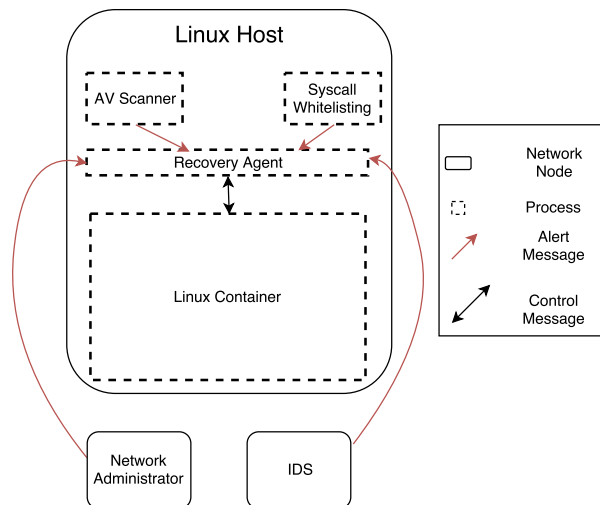 Linux Host
AV Scanner
Syscall
Whitelisting
Recovery Agent
Linux Container
Network
Administrator
IDS
Network
Node
Process
Alert
Message
Control
Message